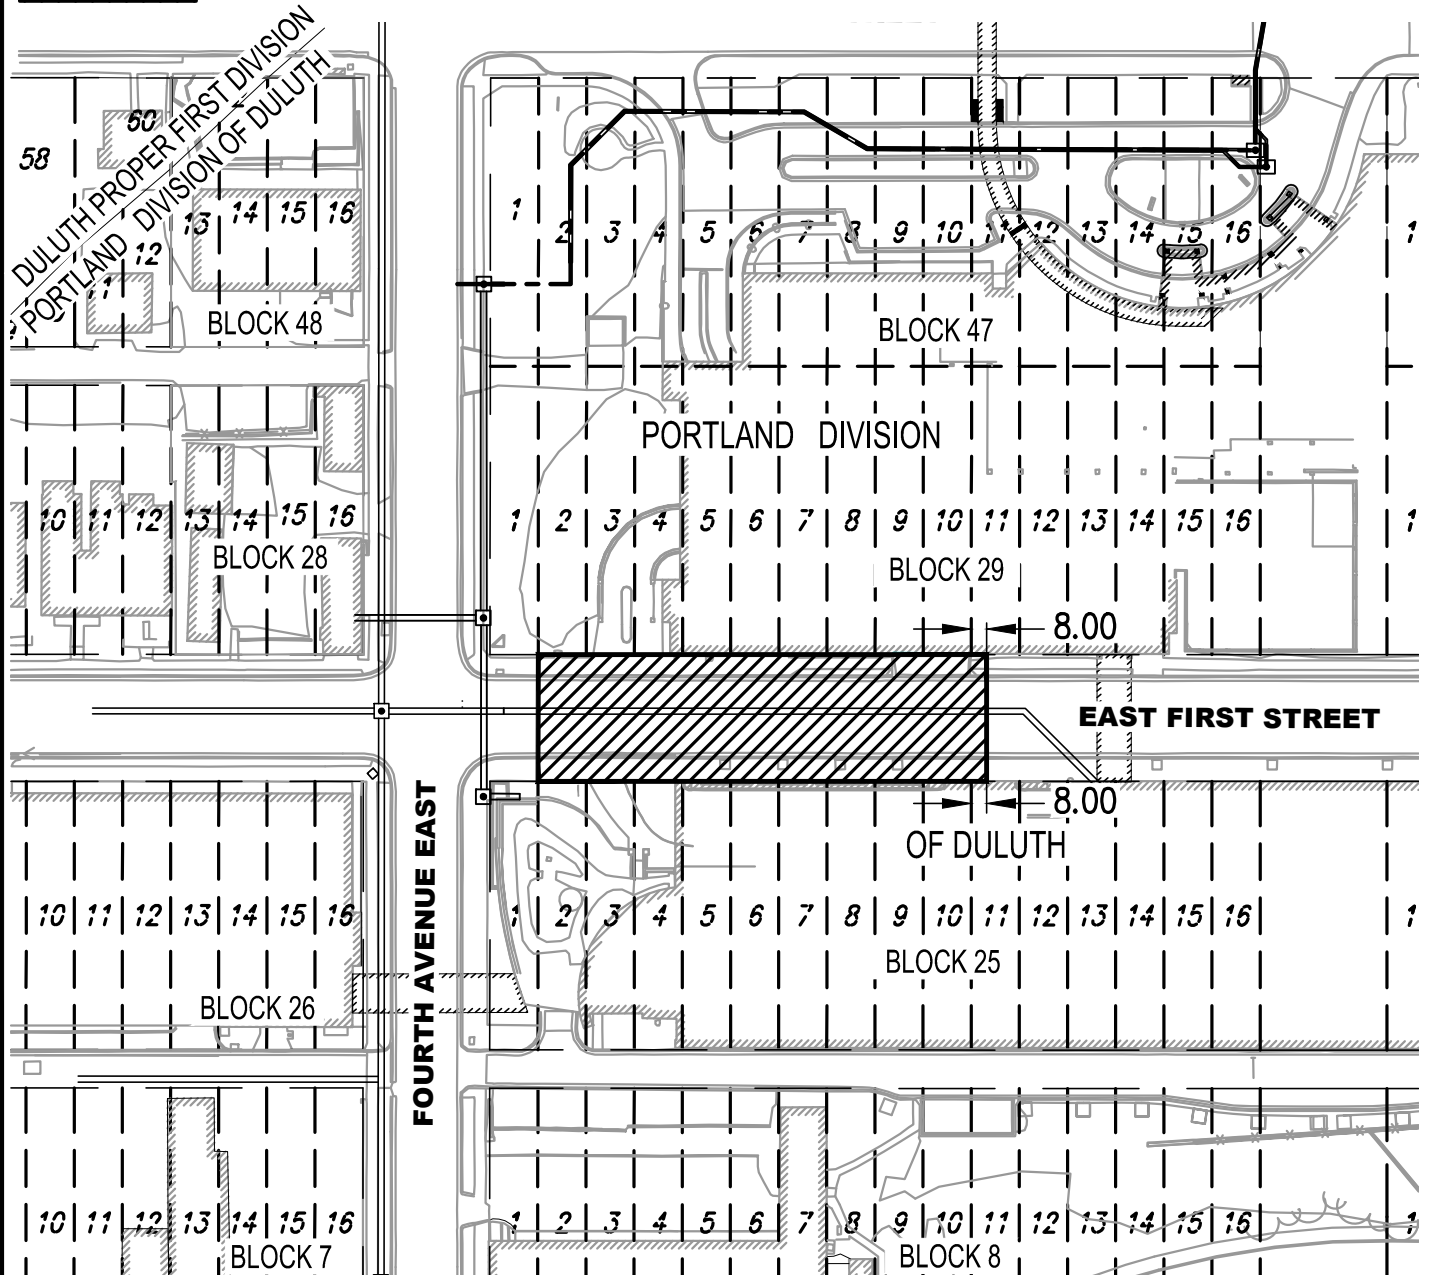 DULUTH PROPER FIRST DIVISION
PORTLAND DIVISION OF DULUTH
60
58
13 14 15 16
12
11
BLOCK 48
1 2 3 4 5 6 7 8 9 10 11 12 13 14 15 16 1
BLOCK 47
PORTLAND DIVISION
10 11 12 13 14 15 16
BLOCK 28
1 2 3 4 5 6 7 8 9 10 11 12 13 14 15 16 1
BLOCK 29
8.00
EAST FIRST STREET
8.00
OF DULUTH
FOURTH AVENUE EAST
10 11 12 13 14 15 16
BLOCK 26
1 2 3 4 5 6 7 8 9 10 11 12 13 14 15 16 1
BLOCK 25
10 11 12 13 14 15 16
BLOCK 7
1 2 3 4 5 6 7 8 9 10 11 12 13 14 15 16 1
BLOCK 8